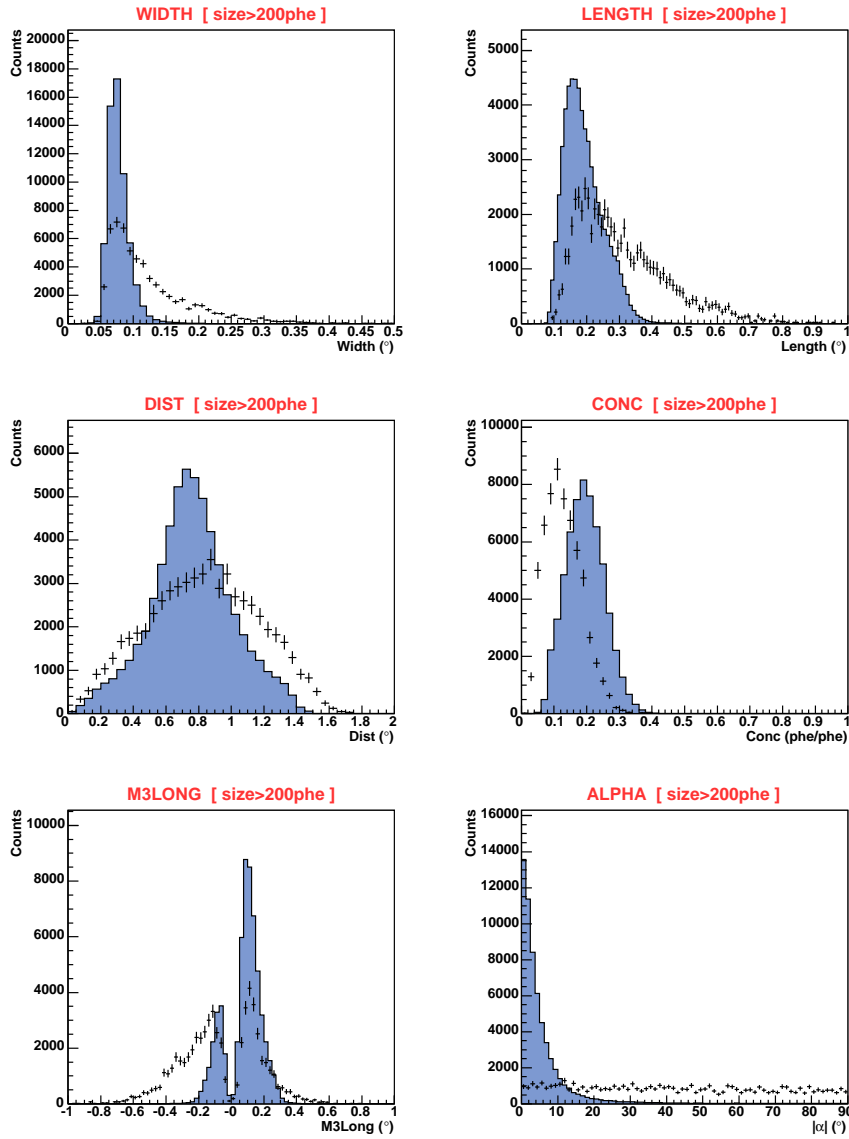 WIDTH [ size>200phe ]
Counts
20000
18000
16000
14000
12000
10000
8000
6000
4000
2000
0
0 0.05 0.1 0.15 0.2 0.25 0.3 0.35 0.4 0.45 0.5
Width (°)
LENGTH [ size>200phe ]
Counts
5000
4000
3000
2000
1000
0
0 0.1 0.2 0.3 0.4 0.5 0.6 0.7 0.8 0.9 1
Length (°)
DIST [ size>200phe ]
Counts
6000
5000
4000
3000
2000
1000
0
0 0.2 0.4 0.6 0.8 1 1.2 1.4 1.6 1.8 2
Dist (°)
CONC [ size>200phe ]
Counts
10000
8000
6000
4000
2000
0
0 0.1 0.2 0.3 0.4 0.5 0.6 0.7 0.8 0.9 1
Conc (phe/phe)
M3LONG [ size>200phe ]
Counts
10000
8000
6000
4000
2000
0
-1 -0.8 -0.6 -0.4 -0.2 -0 0.2 0.4 0.6 0.8 1
M3Long (°)
ALPHA [ size>200phe ]
Counts
16000
14000
12000
10000
8000
6000
4000
2000
0
0 10 20 30 40 50 60 70 80 90
|α| (°)